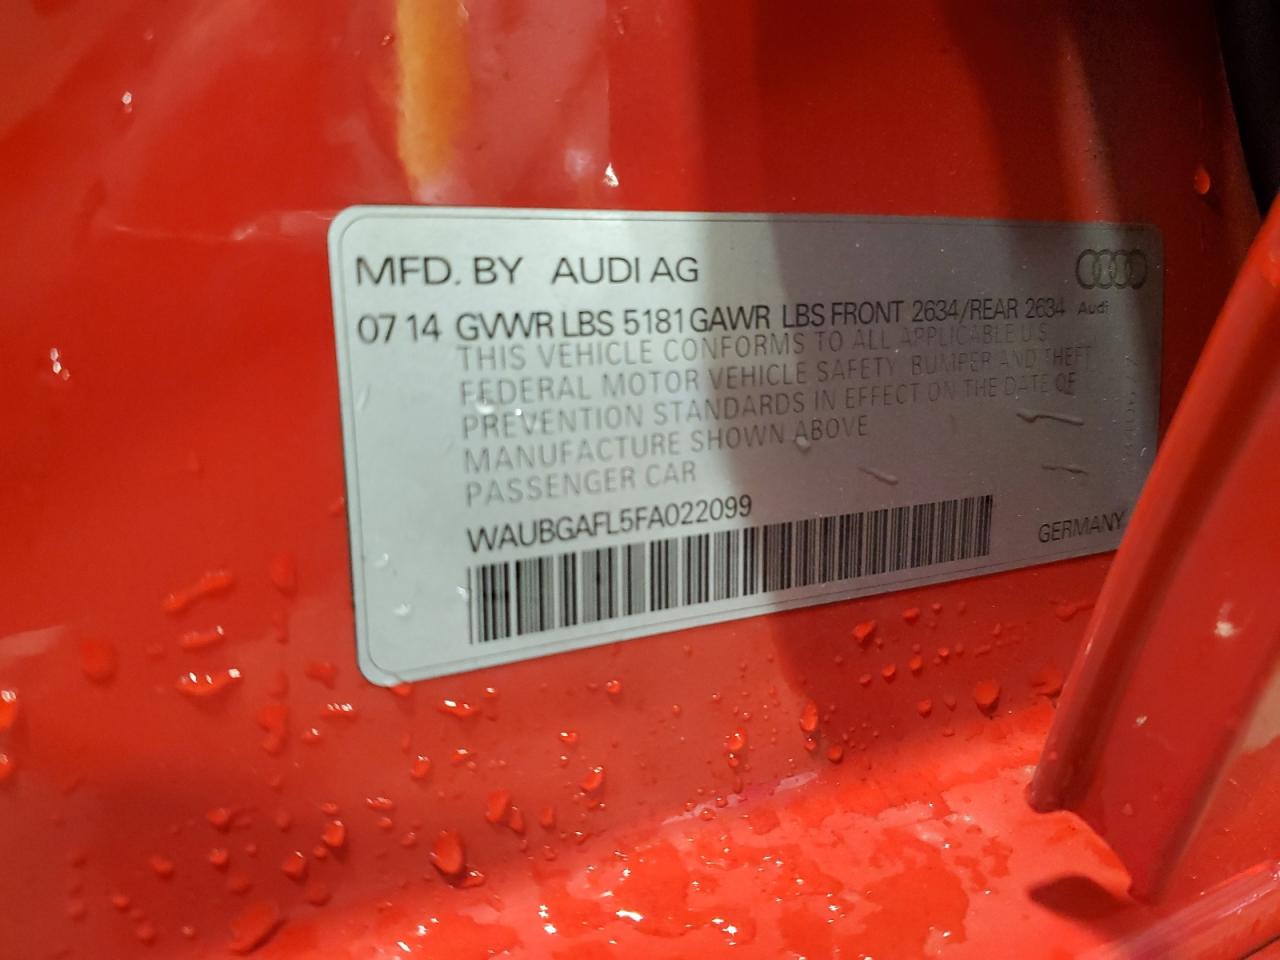 MFD. BY AUDI AG
Audi
07 14 GVWR LBS 5181 GAWR LBS FRONT 2634/REAR 2634
THIS VEHICLE CONFORMS TO ALL APPLICABLE U.S
FEDERAL MOTOR VEHICLE SAFETY, BUMPER AND THEFT
PREVENTION STANDARDS IN EFFECT ON THE DATE OF
MANUFACTURE SHOWN ABOVE
PASSENGER CAR
WAUBGAFL5FA022099
GERMANY